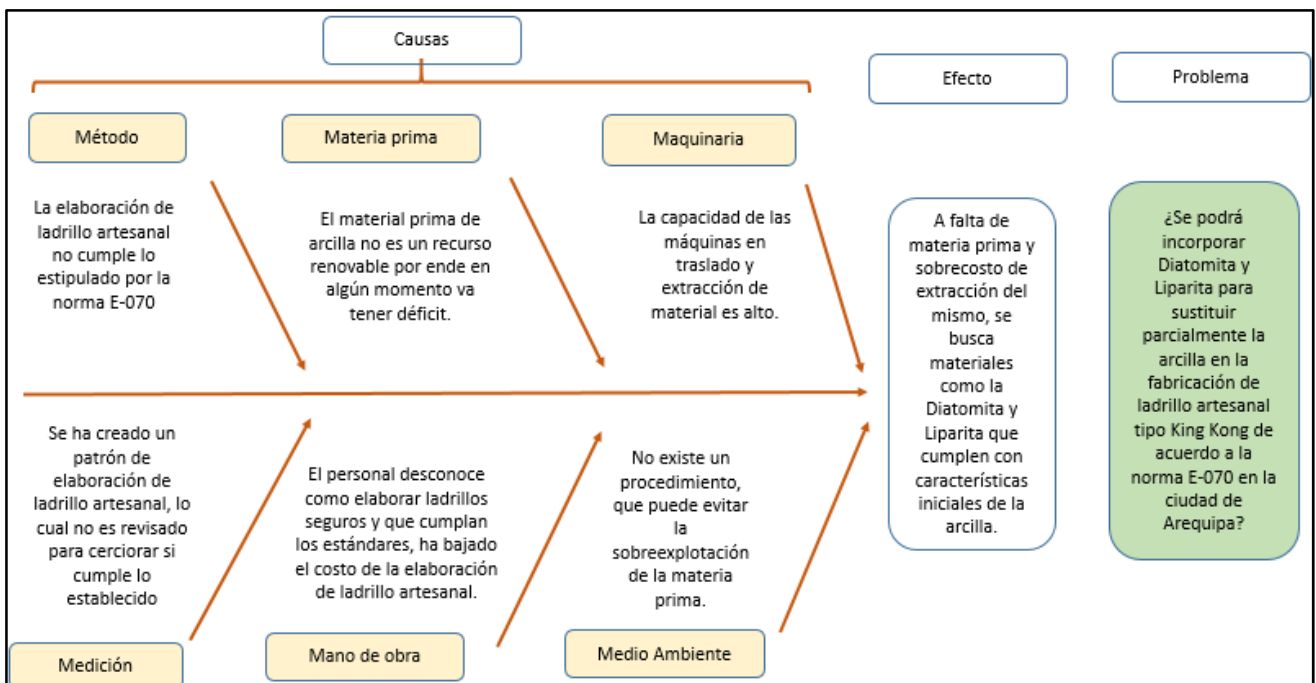 Causas
Efecto
Problema
Método
Materia prima
Maquinaria
La elaboración de
ladrillo artesanal
no cumple lo
estipulado por la
norma E-070
El material prima de
arcilla no es un recurso
renovable por ende en
algún momento va
tener déficit.
La capacidad de las
máquinas en
traslado y
extracción de
material es alto.
Se ha creado un
patrón de
elaboración de
ladrillo artesanal, lo
cual no es revisado
para cerciorar si
cumple lo
establecido
El personal desconoce
como elaborar ladrillos
seguros y que cumplan
los estándares, ha bajado
el costo de la elaboración
de ladrillo artesanal.
No existe un
procedimiento,
que puede evitar
la
sobreexplotación
de la materia
prima.
Medición
Mano de obra
Medio Ambiente
A falta de
materia prima y
sobrecosto de
extracción del
mismo, se
busca
materiales
como la
Diatomita y
Liparita que
cumplen con
características
iniciales de la
arcilla.
¿Se podrá
incorporar
Diatomita y
Liparita para
sustituir
parcialmente la
arcilla en la
fabricación de
ladrillo artesanal
tipo King Kong de
acuerdo a la
norma E-070 en la
ciudad de
Arequipa?